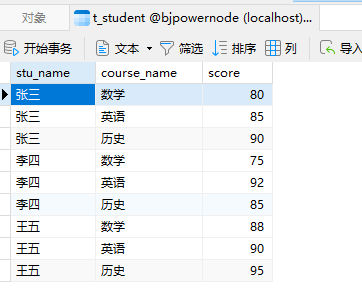 对象
t_student @bjpowernode (localhost)...
开始事务 文本 筛选 排序 列 导入
stu_name course_name score
张三 数学 80
张三 英语 85
张三 历史 90
李四 数学 75
李四 英语 92
李四 历史 85
王五 数学 88
王五 英语 90
王五 历史 95